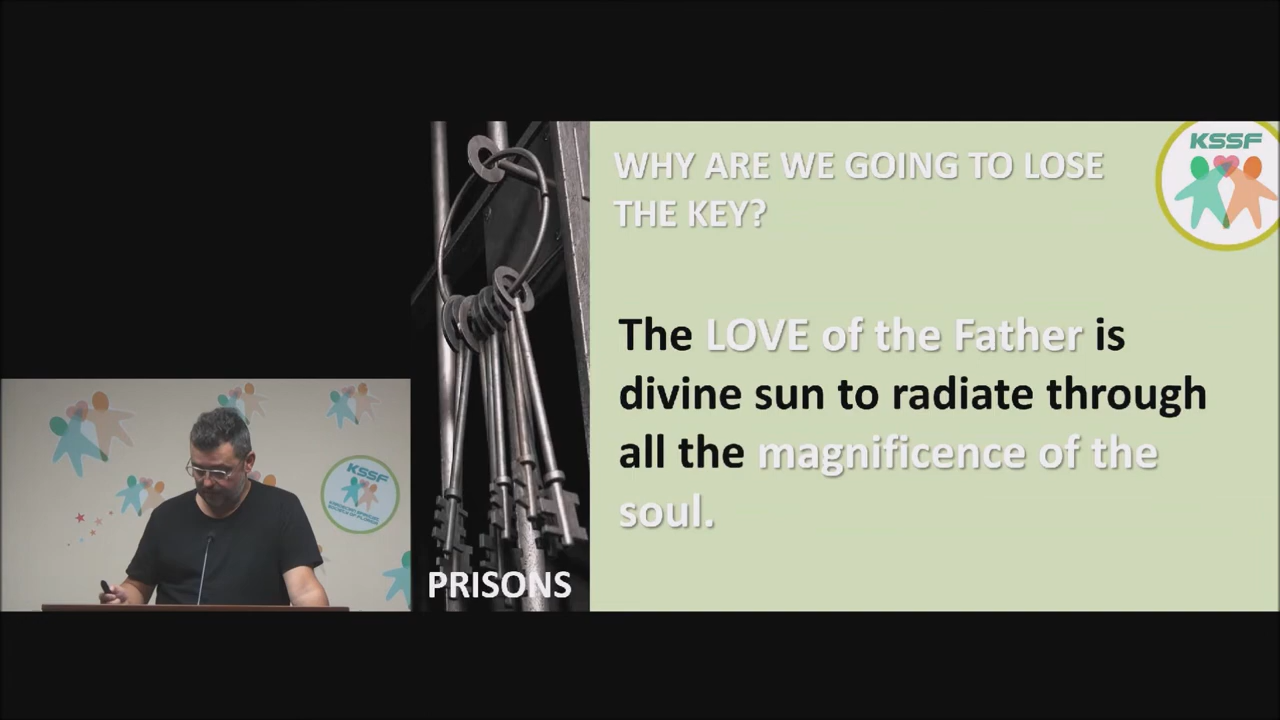 WHY ARE WE GOING TO LOSE
THE KEY?
KSSF
The LOVE of the Father is
divine sun to radiate through
all the magnificence of the
soul.
PRISONS
KSSF